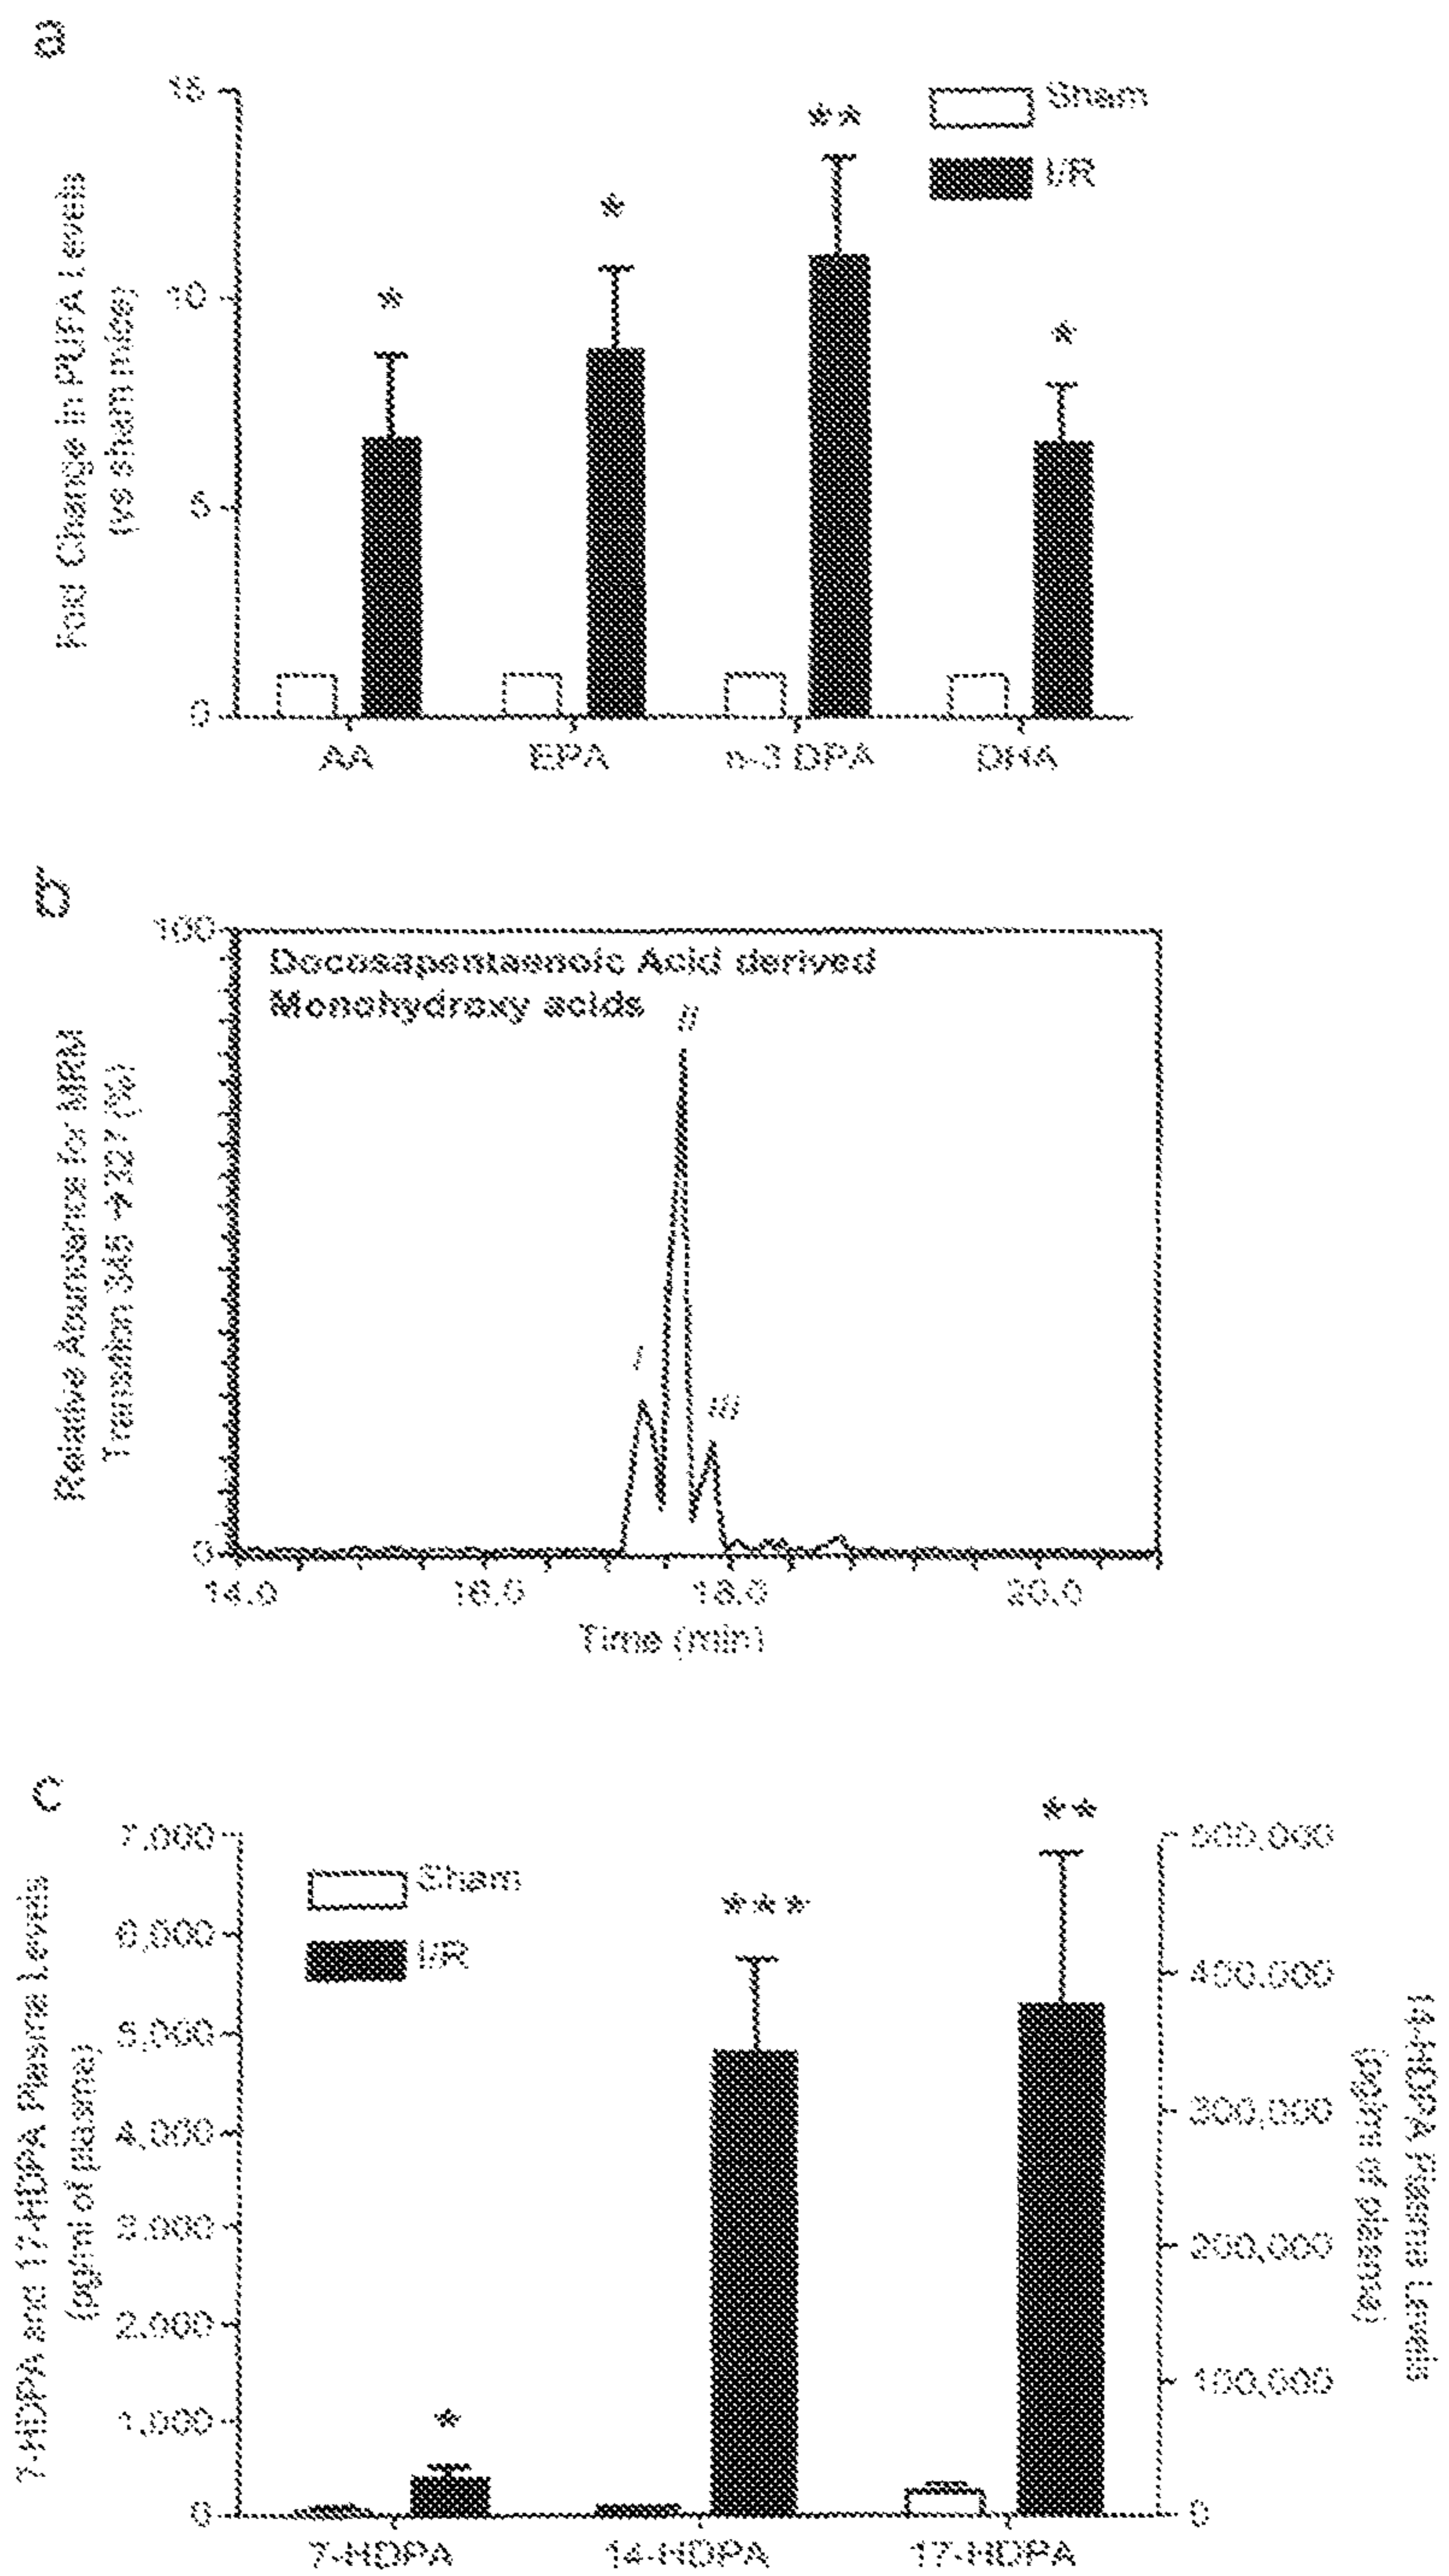 a
Sham
I/R
Fold Change in PUFA Levels
(vs sham mice)
15
10
5
0
*
*
**
*
AA
EPA
n-3 DPA
DHA
b
Docosapentaenoic Acid derived
Monohydroxy acids
Relative Abundance for MRM
Transition 345 → 327 (%)
100
0
i
ii
iii
14.0
16.0
18.0
20.0
Time (min)
c
Sham
I/R
7-HDPA and 17-HDPA Plasma Levels
(pg/ml of plasma)
7,000
6,000
5,000
4,000
3,000
2,000
1,000
0
*
***
**
500,000
400,000
300,000
200,000
100,000
0
14-HDPA Plasma Levels
(pg/ml of plasma)
7-HDPA
14-HDPA
17-HDPA